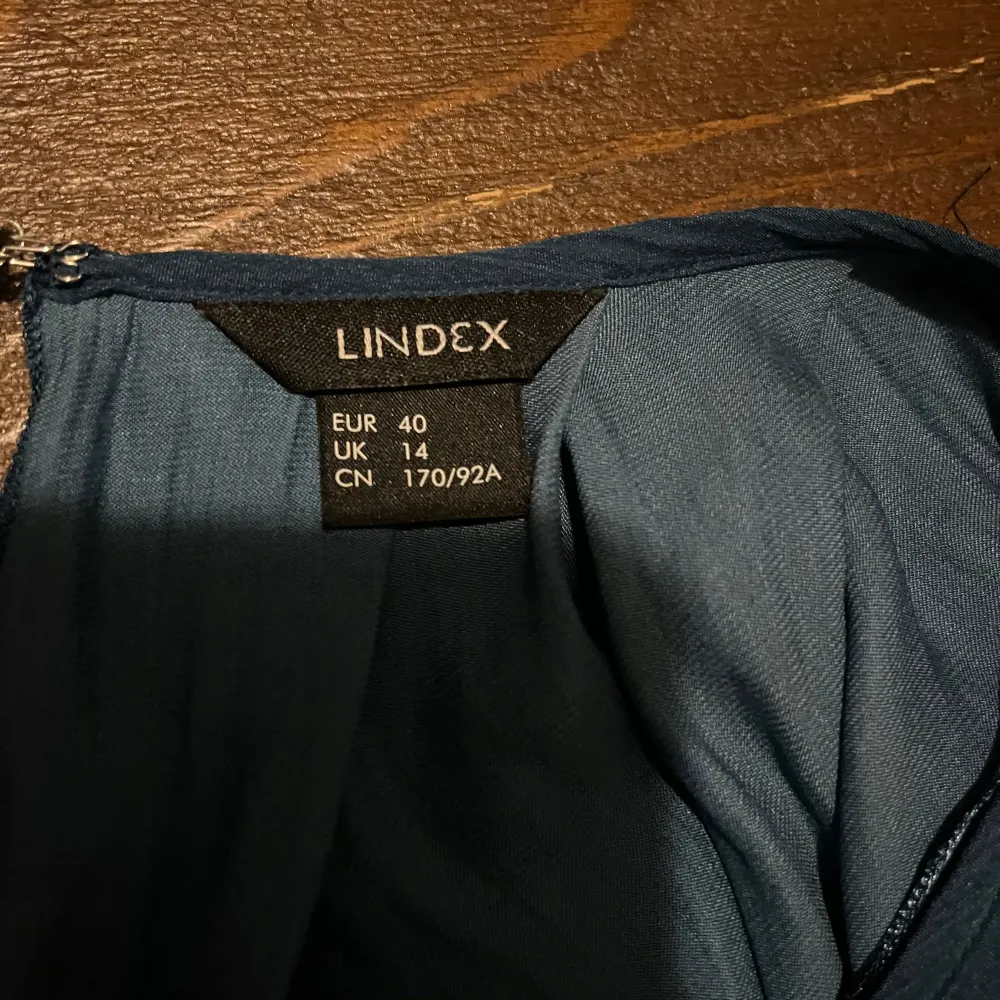 LINDEX
EUR 40
UK 14
CN 170/92A